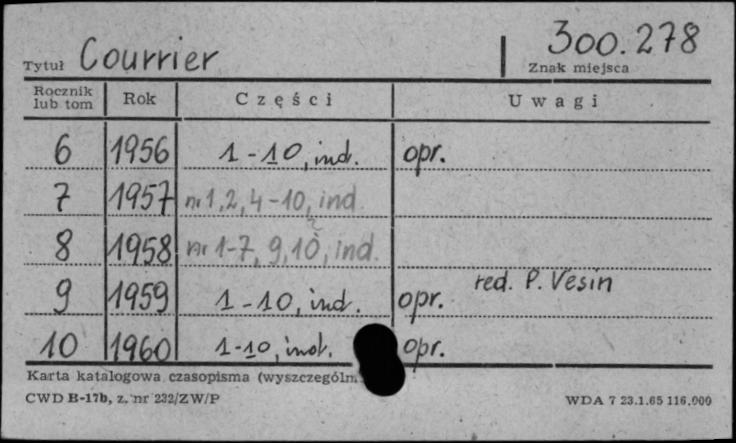 Tytuł Courrier
300.278
Znak miejsca
Rocznik lub tom Rok Części Uwagi
6 1956 1-10, ind. opr.
7 1957 nr 1,2,4-10, ind.
8 1958 nr 1-7, 9,10, ind.
9 1959 1-10, ind. opr. red. P. Vesin
10 1960 1-10, ind. opr.
Karta katalogowa czasopisma (wyszczególn
CWD B-17b, z. nr 232/ZW/P
WDA 7 23.1.65 116.000